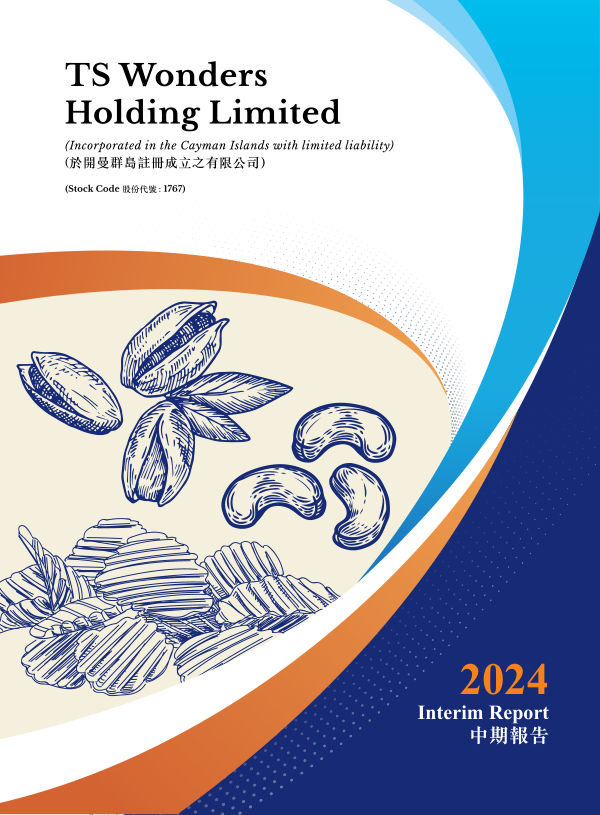 TS Wonders
Holding Limited
(Incorporated in the Cayman Islands with limited liability)
(於開曼群島註冊成立之有限公司)
(Stock Code 股份代號 : 1767)
2024
Interim Report
中期報告